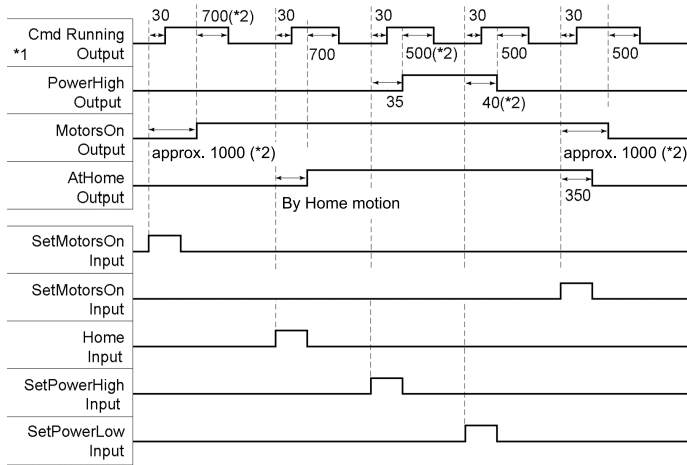 30 700(*2) 30 30 30 30
Cmd Running
*1 Output
700 500(*2) 500 500
PowerHigh
Output
35 40(*2)
MotorsOn
Output
approx. 1000 (*2) approx. 1000 (*2)
AtHome
Output
By Home motion 350
SetMotorsOn
Input
SetMotorsOn
Input
Home
Input
SetPowerHigh
Input
SetPowerLow
Input